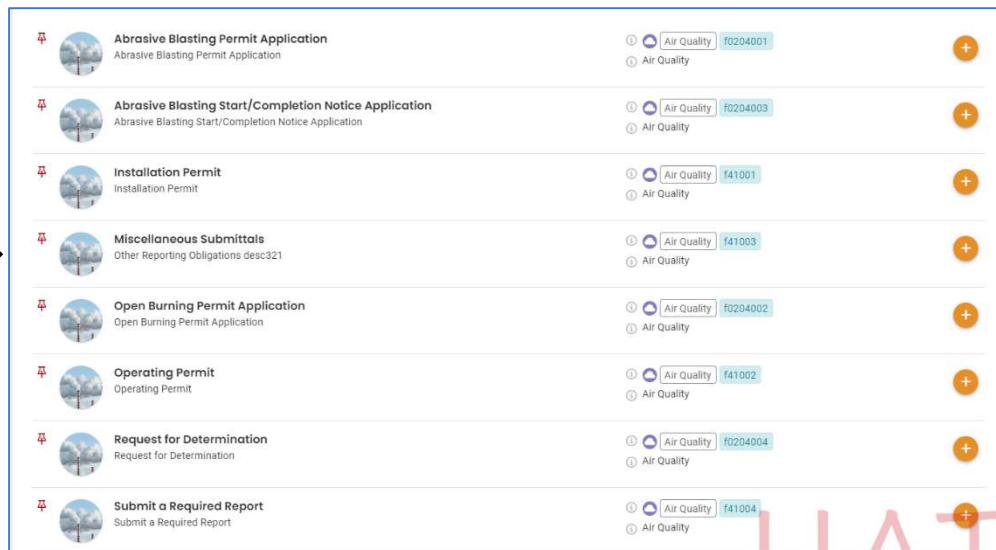 Abrasive Blasting Permit Application
Abrasive Blasting Permit Application
Air Quality f0204001
Air Quality
Abrasive Blasting Start/Completion Notice Application
Abrasive Blasting Start/Completion Notice Application
Air Quality f0204003
Air Quality
Installation Permit
Installation Permit
Air Quality f41001
Air Quality
Miscellaneous Submittals
Other Reporting Obligations desc321
Air Quality f41003
Air Quality
Open Burning Permit Application
Open Burning Permit Application
Air Quality f0204002
Air Quality
Operating Permit
Operating Permit
Air Quality f41002
Air Quality
Request for Determination
Request for Determination
Air Quality f0204004
Air Quality
Submit a Required Report
Submit a Required Report
Air Quality f41004
Air Quality
UAT